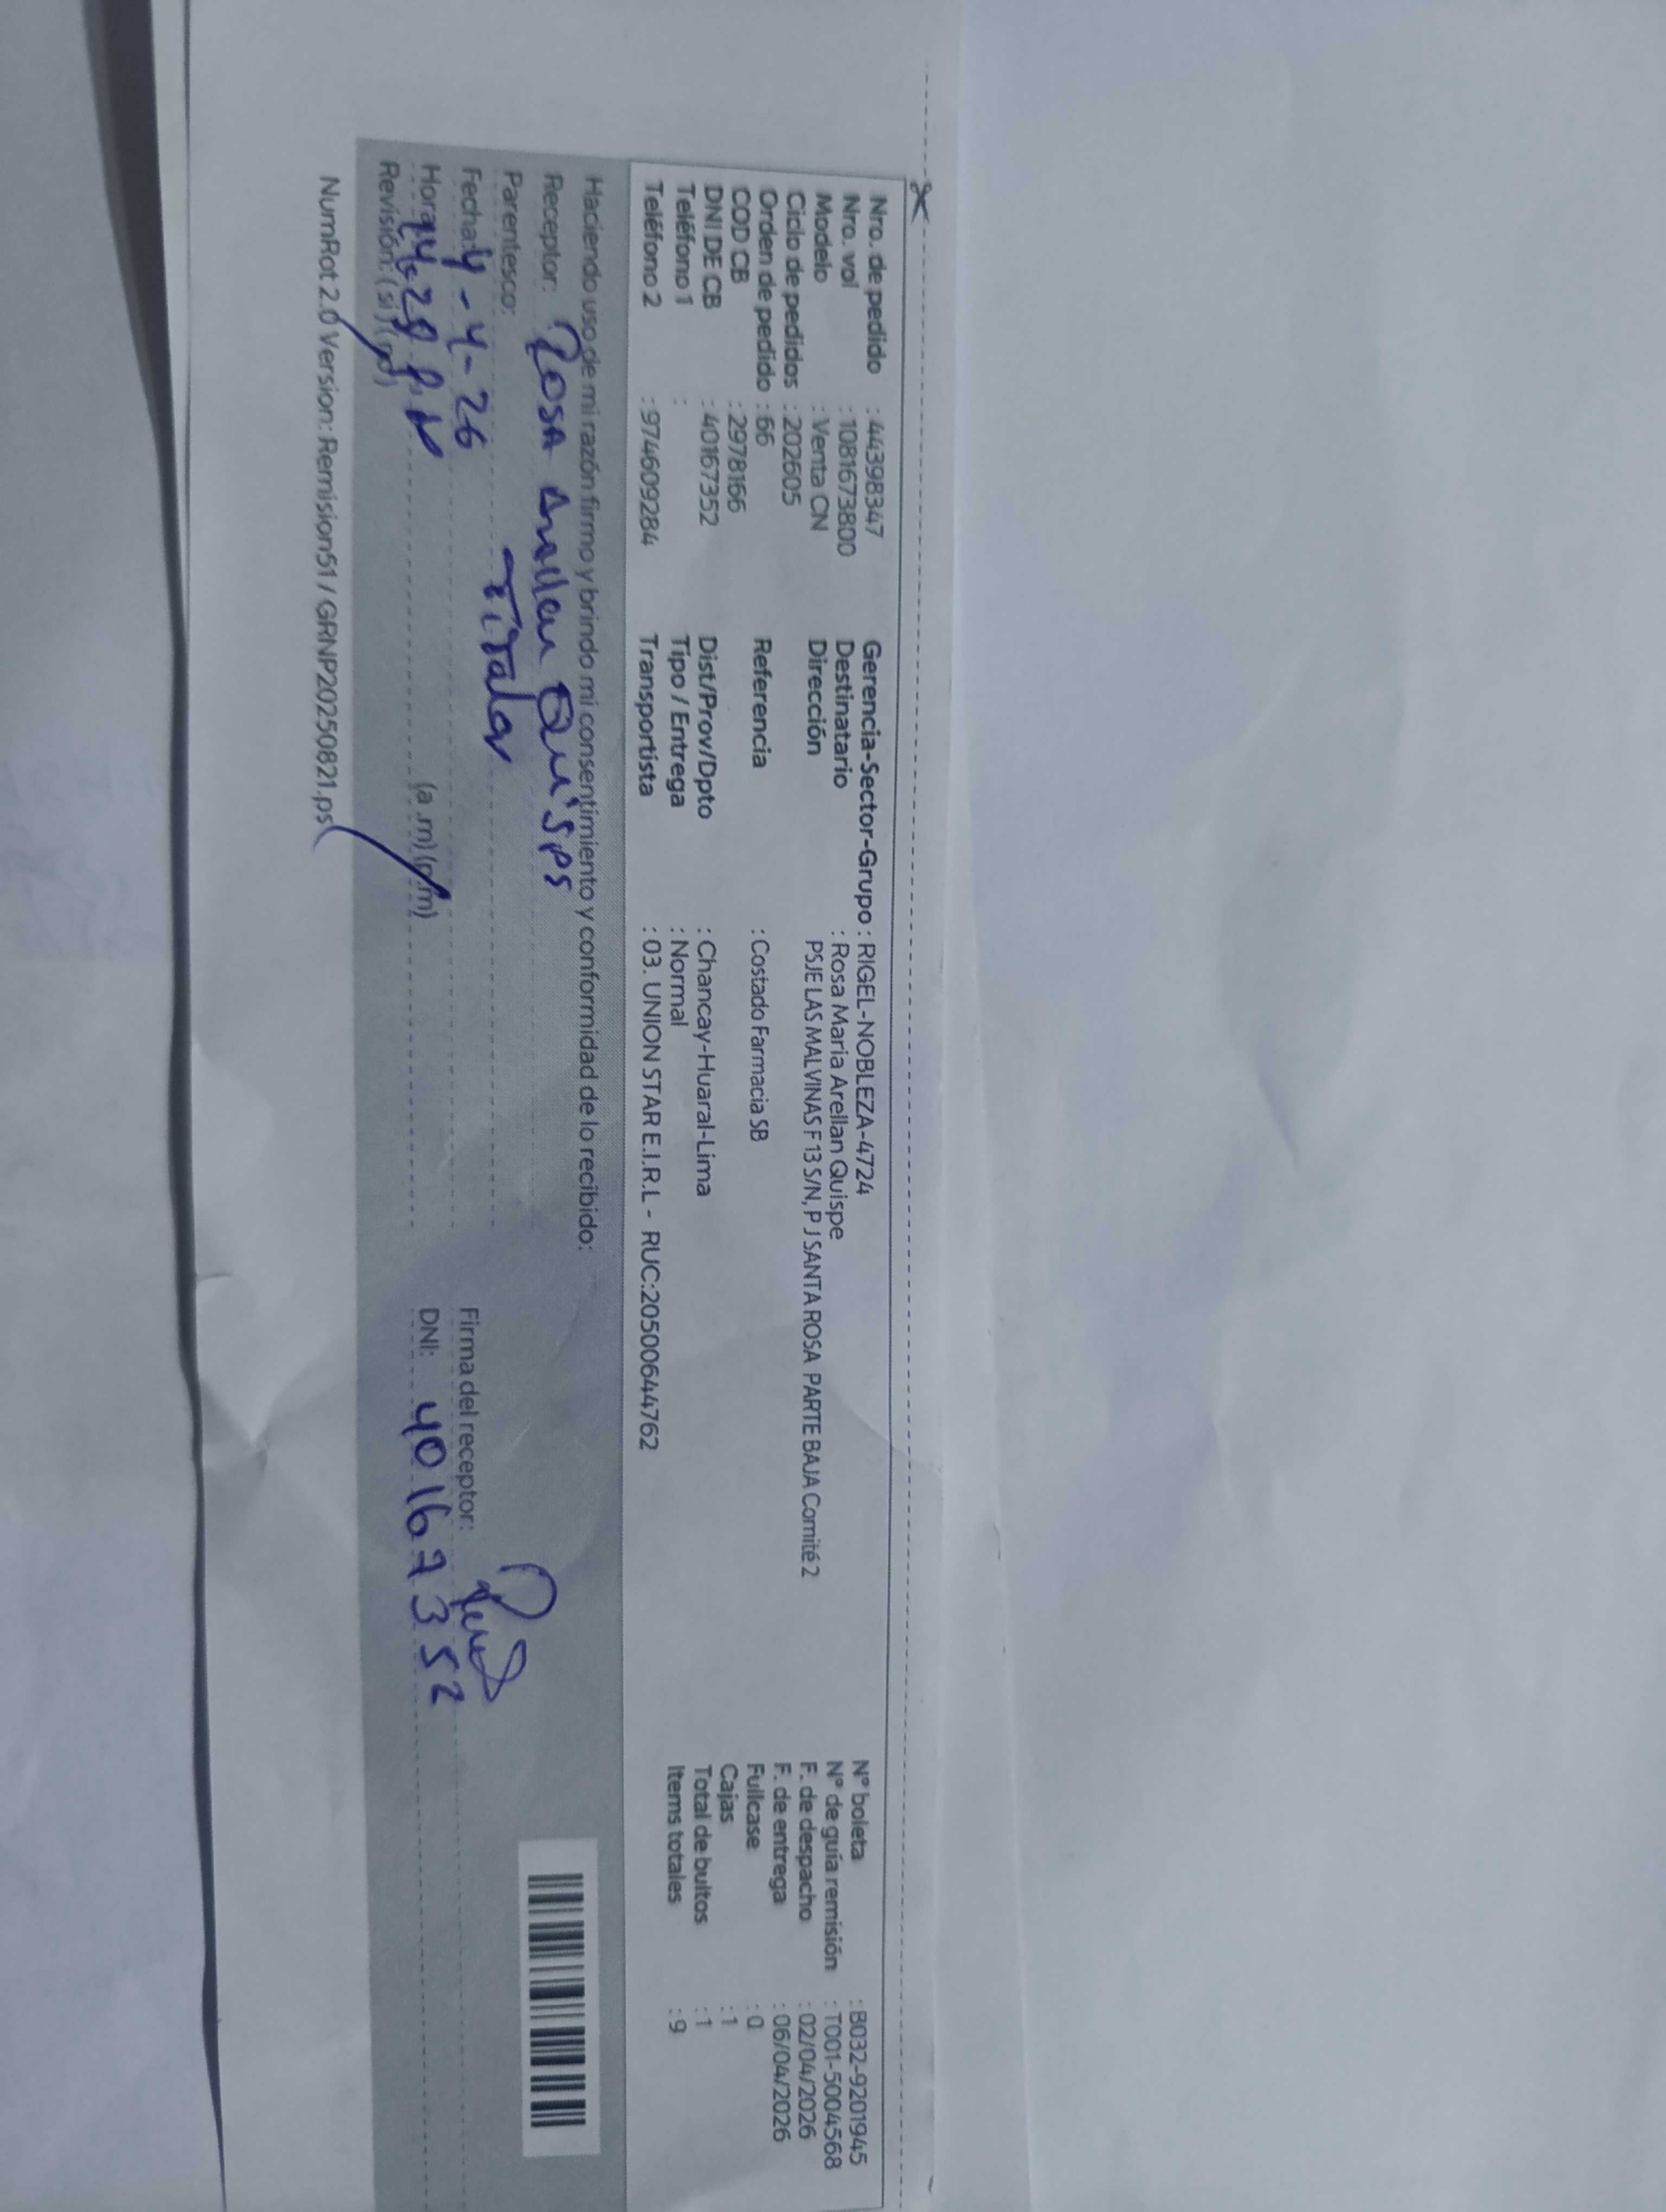 Nro. de pedido : 44398347 Gerencia-Sector-Grupo : RIGEL-NOBLEZA-4724 N° boleta : B032-9201945
Nro. vol : 1081673800 Destinatario : Rosa Maria Arellan Quispe N° de guía remisión : T001-5004568
Modelo : Venta CN Dirección PSJE LAS MALVINAS F 13 S/N, P J SANTA ROSA PARTE BAJA Comité 2 F. de despacho : 02/04/2026
Ciclo de pedidos : 202605 F. de entrega : 06/04/2026
Orden de pedido : 66 Referencia : Costado Farmacia SB Fullcase : 0
COD CB : 2978166 Cajas : 1
DNI DE CB : 40167352 Dist/Prov/Dpto : Chancay-Huaral-Lima Total de bultos : 1
Teléfono 1 : Tipo / Entrega : Normal Items totales : 9
Teléfono 2 : 974609284 Transportista : 03. UNION STAR E.I.R.L - RUC:20500644762
Haciendo uso de mi razón firmo y brindo mi consentimiento y conformidad de lo recibido:
Receptor: Rosa Quispe
Parentesco: Titular
Fecha: 4-4-26 Firma del receptor:
Hora: (a.m) (p.m) DNI: 40167352
Revisión: (si) (no)
NumRot 2.0 Version: Remision51 / GRNP20250821.ps